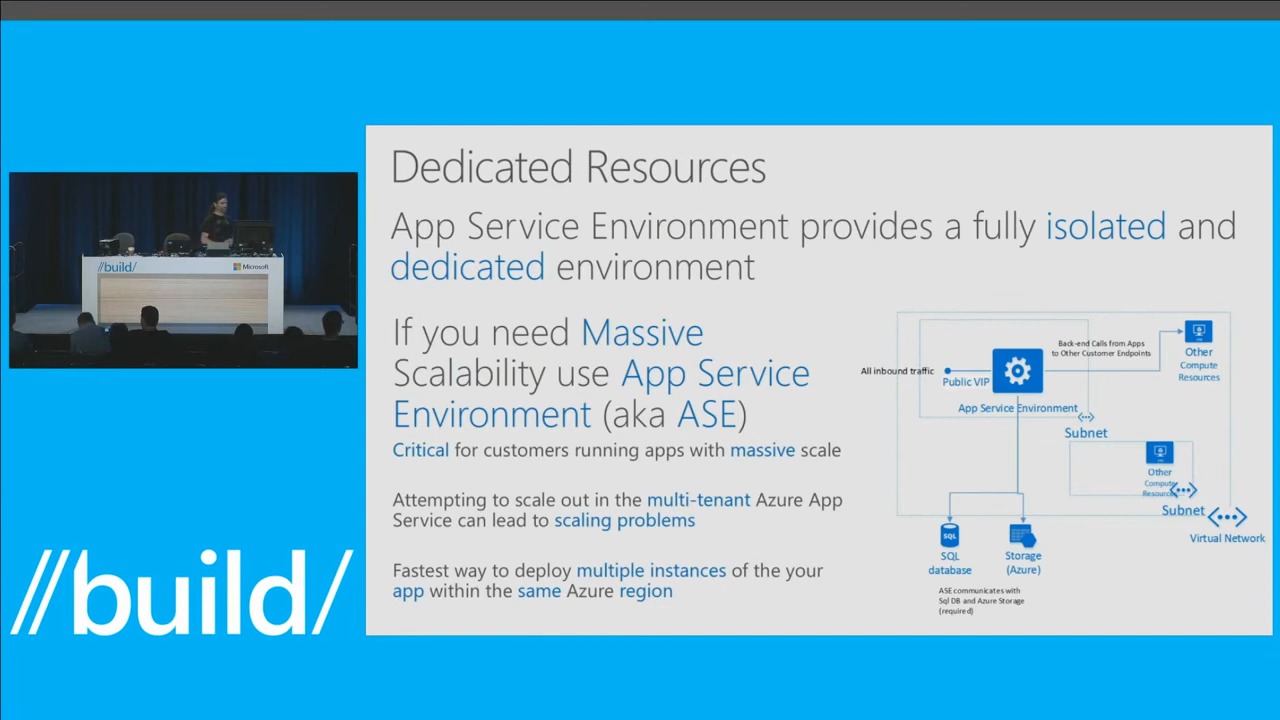 Dedicated Resources
App Service Environment provides a fully isolated and
dedicated environment
If you need Massive
Scalability use App Service
Environment (aka ASE)
Critical for customers running apps with massive scale
Attempting to scale out in the multi-tenant Azure App
Service can lead to scaling problems
Fastest way to deploy multiple instances of the your
app within the same Azure region
All inbound traffic
Public VIP
App Service Environment
Back-end Calls from Apps
to Other Customer Endpoints
Other
Compute
Resources
Subnet
Other
Compute
Resources
Subnet
Virtual Network
SQL
SQL
database
Storage
(Azure)
ASE communicates with
Sql DB and Azure Storage
(required)
//build/
Microsoft
//build/